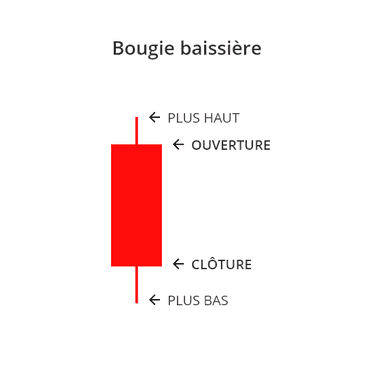 Bougie baissière
← PLUS HAUT
← OUVERTURE
← CLÔTURE
← PLUS BAS